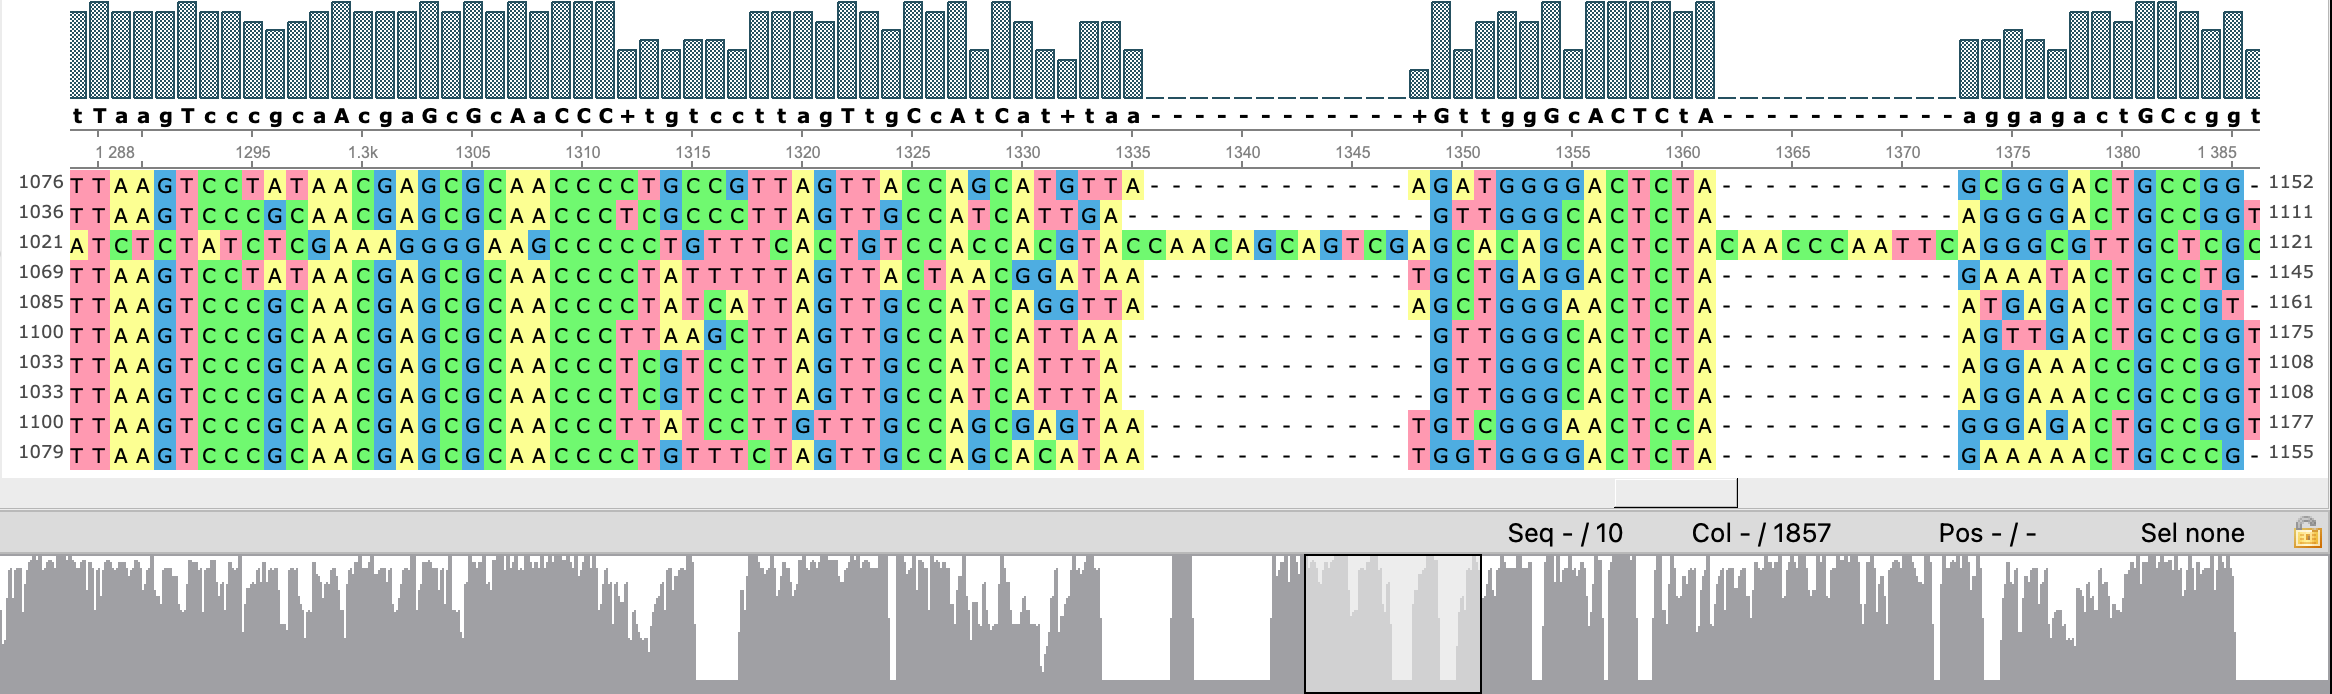 tTaagTcccgcaAcgaGcGcAaCCC+tgtccttagTtgCcAtCat+taa------------+GttggGcACTCtA-----------aggagactGCcggt
1 288 1295 1.3k 1305 1310 1315 1320 1325 1330 1335 1340 1345 1350 1355 1360 1365 1370 1375 1380 1 385
1076 TTAAGTCCTATAACGAGCGCAACCCCTGCCGTTAGTTACCAGCATGTTA------------AGATGGGGACTCTA-----------GCGGGACTGCCGG- 1152
1036 TTAAGTCCCGCAACGAGCGCAACCCTCGCCCTTAGTTGCCATCATTGA--------------GTTGGGCACTCTA-----------AGGGGACTGCCGGT 1111
1021 ATCTCTATCTCGAAAGGGGAAGCCCCCTGTTTCACTGTCCACCACGTACCAACAGCAGTCGAGCACAGCACTCTACAACCCAATTCAGGGCGTTGCTCGC 1121
1069 TTAAGTCCTATAACGAGCGCAACCCCTATTTTTAGTTACTAACGGATAA------------TGCTGAGGACTCTA-----------GAAATACTGCCTG- 1145
1085 TTAAGTCCCGCAACGAGCGCAACCCCTATCATTAGTTGCCATCAGGTTA------------AGCTGGGAACTCTA-----------ATGAGACTGCCGT- 1161
1100 TTAAGTCCCGCAACGAGCGCAACCCTTAAGCTTAGTTGCCATCATTAA--------------GTTGGGCACTCTA-----------AGTTGACTGCCGGT 1175
1033 TTAAGTCCCGCAACGAGCGCAACCCTCGTCCTTAGTTGCCATCATTTA--------------GTTGGGCACTCTA-----------AGGAAACCGCCGGT 1108
1033 TTAAGTCCCGCAACGAGCGCAACCCTCGTCCTTAGTTGCCATCATTTA--------------GTTGGGCACTCTA-----------AGGAAACCGCCGGT 1108
1100 TTAAGTCCCGCAACGAGCGCAACCCTTATCCTTGTTTGCCAGCGAGTAA------------TGTCGGGAACTCCA-----------GGGAGACTGCCGGT 1177
1079 TTAAGTCCCGCAACGAGCGCAACCCCTGTTTCTAGTTGCCAGCACATAA------------TGGTGGGGACTCTA-----------GAAAAACTGCCCG- 1155
Seq - / 10 Col - / 1857 Pos - / - Sel none